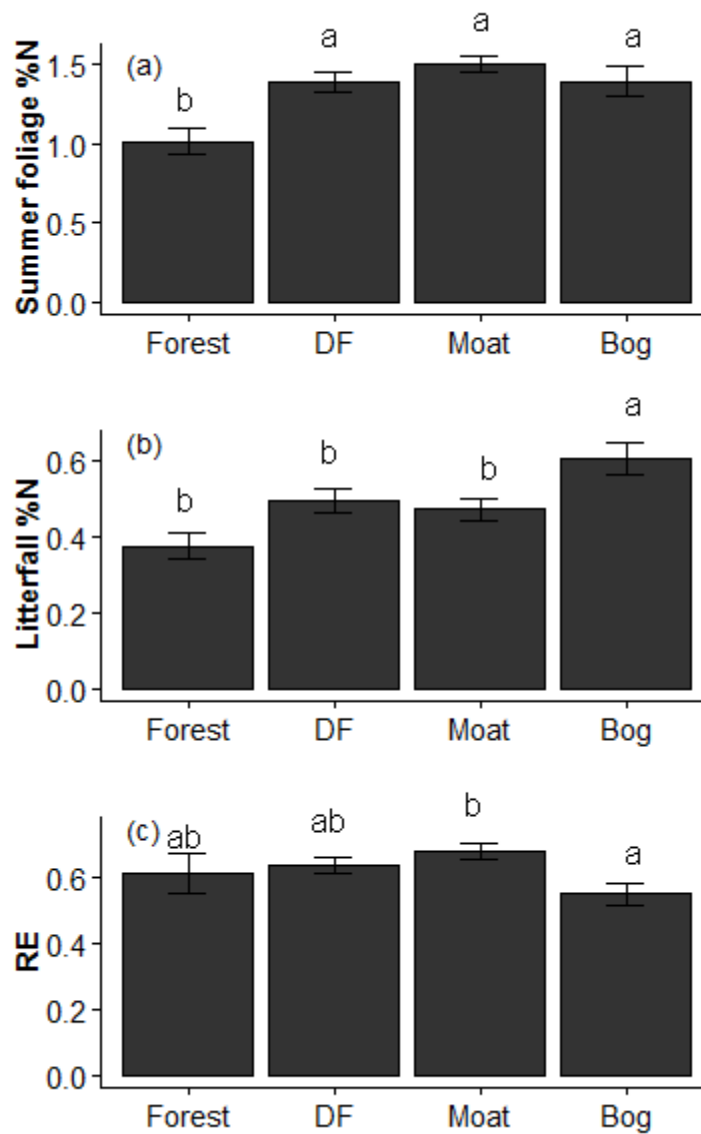 a
a
a
b
(a)
Summer foliage %N
1.5
1.0
0.5
0.0
Forest DF Moat Bog
a
b
b
b
(b)
Litterfall %N
0.6
0.4
0.2
0.0
Forest DF Moat Bog
b
ab
ab
a
(c)
RE
0.6
0.4
0.2
0.0
Forest DF Moat Bog